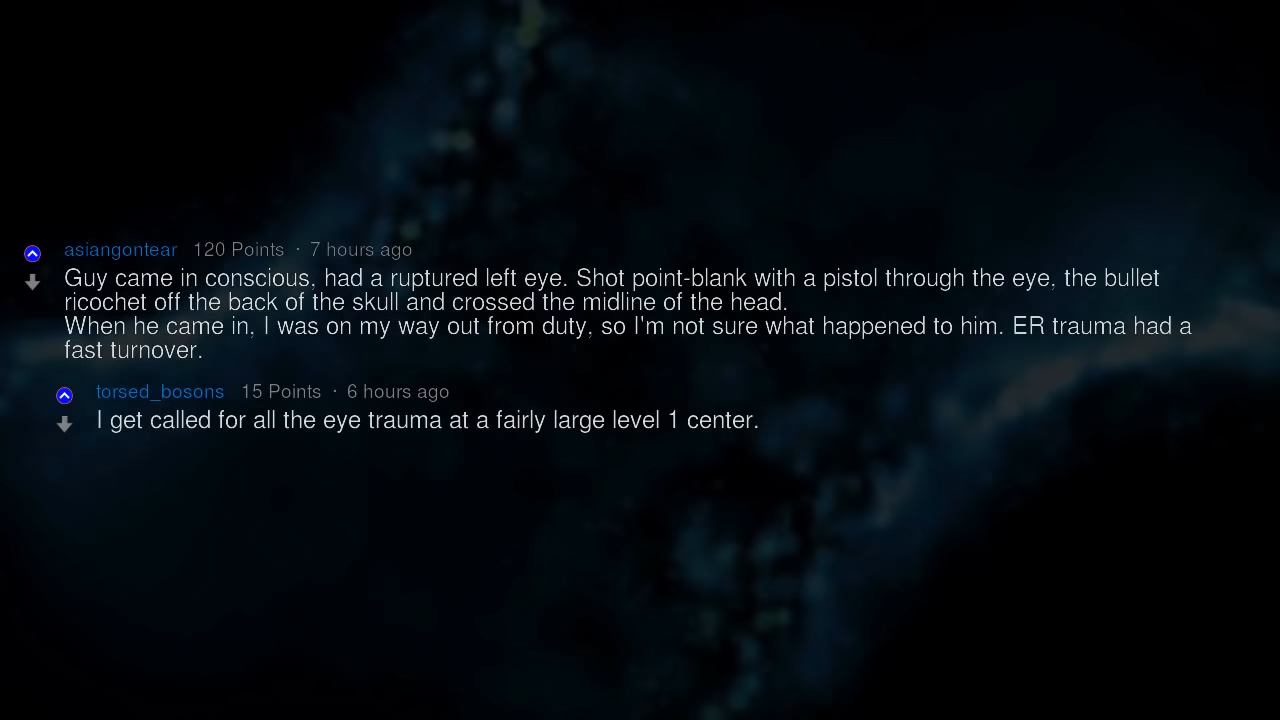 asiangontear 120 Points · 7 hours ago
Guy came in conscious, had a ruptured left eye. Shot point-blank with a pistol through the eye, the bullet
ricochet off the back of the skull and crossed the midline of the head.
When he came in, I was on my way out from duty, so I'm not sure what happened to him. ER trauma had a
fast turnover.
torsed_bosons 15 Points · 6 hours ago
I get called for all the eye trauma at a fairly large level 1 center.